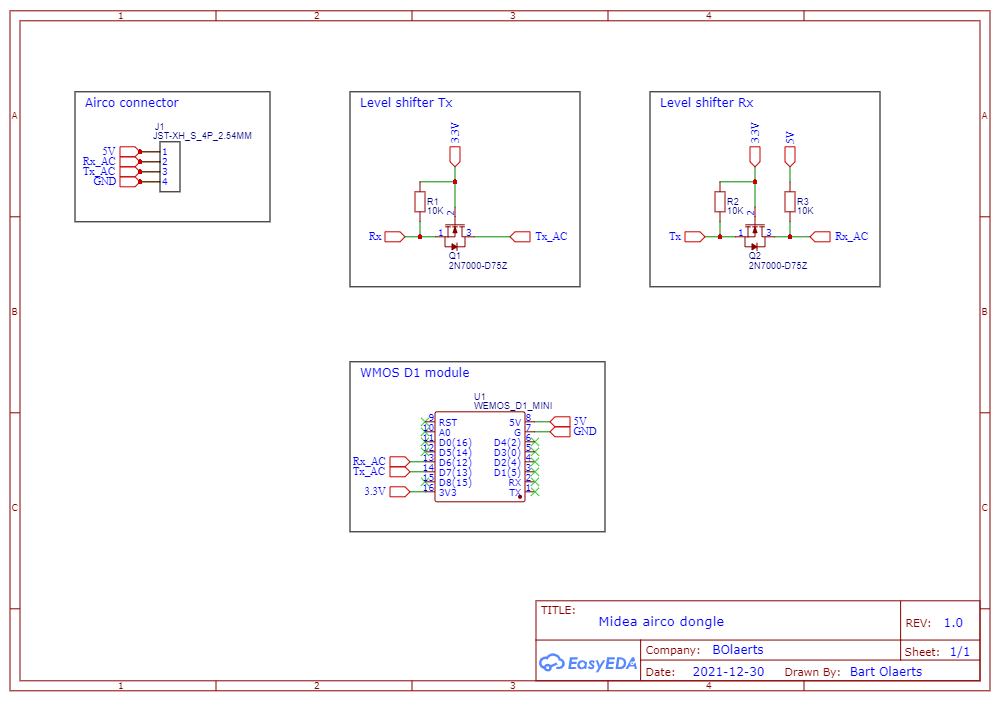 1 2 3 4
A A
B B
C C
Airco connector
J1
JST-XH_S_4P_2.54MM
5V 1
Rx_AC 2
Tx_AC 3
GND 4
Level shifter Tx
3.3V
R1
10K
2
Rx 1 3 Tx_AC
Q1
2N7000-D75Z
Level shifter Rx
3.3V 5V
R2 R3
10K 10K
2
Tx 1 3 Rx_AC
Q2
2N7000-D75Z
WMOS D1 module
U1
WEMOS_D1_MINI
9 RST 5V 8 5V
10 A0 G 7 GND
11 D0(16) D4(2) 6
12 D5(14) D3(0) 5
Rx_AC 13 D6(12) D2(4) 4
Tx_AC 14 D7(13) D1(5) 3
15 D8(15) RX 2
3.3V 16 3V3 TX 1
TITLE:
Midea airco dongle
REV: 1.0
EasyEDA
Company: BOlaerts
Sheet: 1/1
Date: 2021-12-30 Drawn By: Bart Olaerts
1 2 3 4